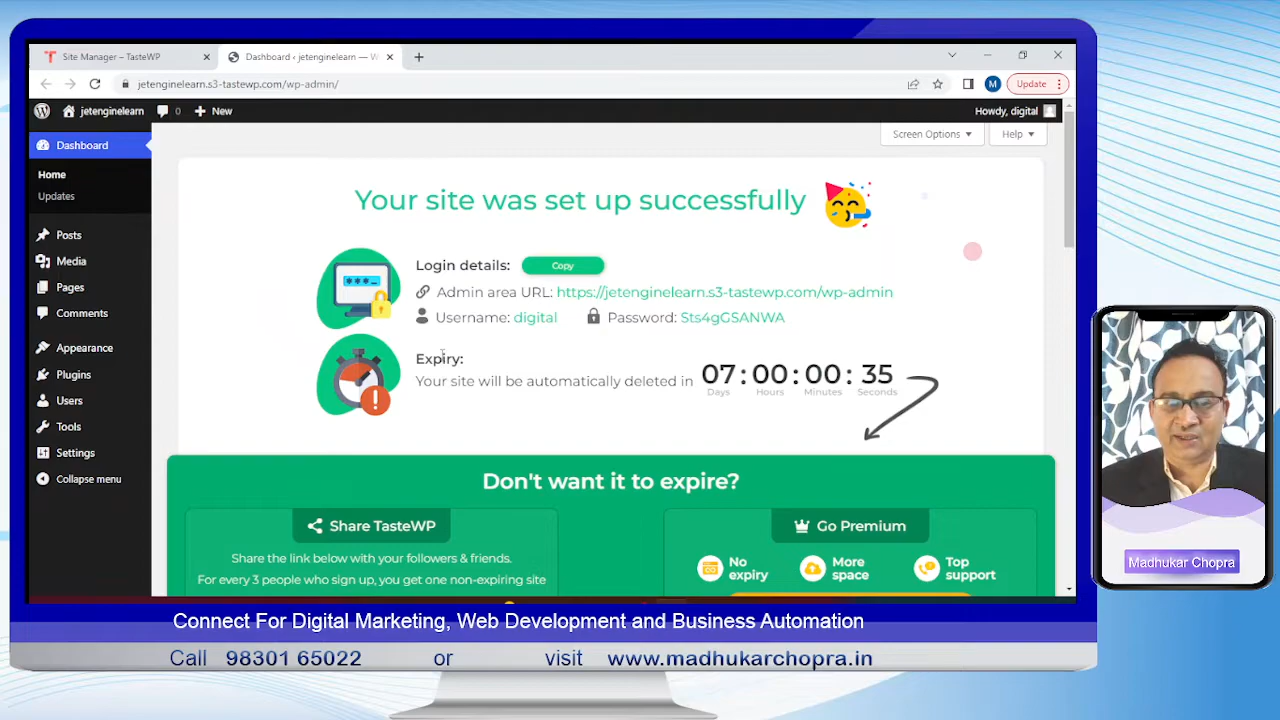 Site Manager – TasteWP
Dashboard ‹ jetenginelearn — W
jetenginelearn.s3-tastewp.com/wp-admin/
M
Update
jetenginelearn
0
New
Howdy, digital
Screen Options
Help
Dashboard
Home
Updates
Posts
Media
Pages
Comments
Appearance
Plugins
Users
Tools
Settings
Collapse menu
Your site was set up successfully
Login details:
Copy
Admin area URL: https://jetenginelearn.s3-tastewp.com/wp-admin
Username: digital
Password: Sts4gGSANWA
Expiry:
Your site will be automatically deleted in
07 : 00 : 00 : 35
Days Hours Minutes Seconds
Don't want it to expire?
Share TasteWP
Share the link below with your followers & friends.
For every 3 people who sign up, you get one non-expiring site
Go Premium
No expiry
More space
Top support
Madhukar Chopra
Connect For Digital Marketing, Web Development and Business Automation
Call 98301 65022 or visit www.madhukarchopra.in